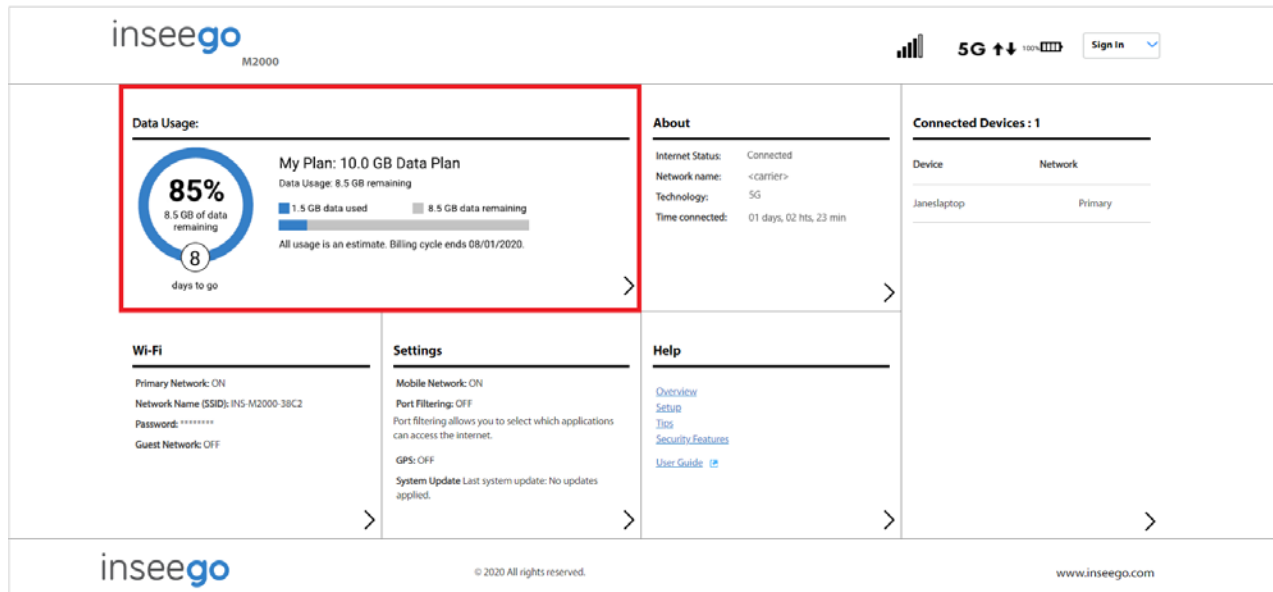 inseego
M2000
5G
100%
Sign In
Data Usage:
85%
8.5 GB of data
remaining
8
days to go
My Plan: 10.0 GB Data Plan
Data Usage: 8.5 GB remaining
1.5 GB data used 8.5 GB data remaining
All usage is an estimate. Billing cycle ends 08/01/2020.
About
Internet Status: Connected
Network name: <carrier>
Technology: 5G
Time connected: 01 days, 02 hts, 23 min
Connected Devices : 1
Device Network
Janeslaptop Primary
Wi-Fi
Primary Network: ON
Network Name (SSID): INS-M2000-38C2
Password: ********
Guest Network: OFF
Settings
Mobile Network: ON
Port Filtering: OFF
Port filtering allows you to select which applications
can access the internet.
GPS: OFF
System Update Last system update: No updates
applied.
Help
Overview
Setup
Tips
Security Features
User Guide
inseego
© 2020 All rights reserved.
www.inseego.com